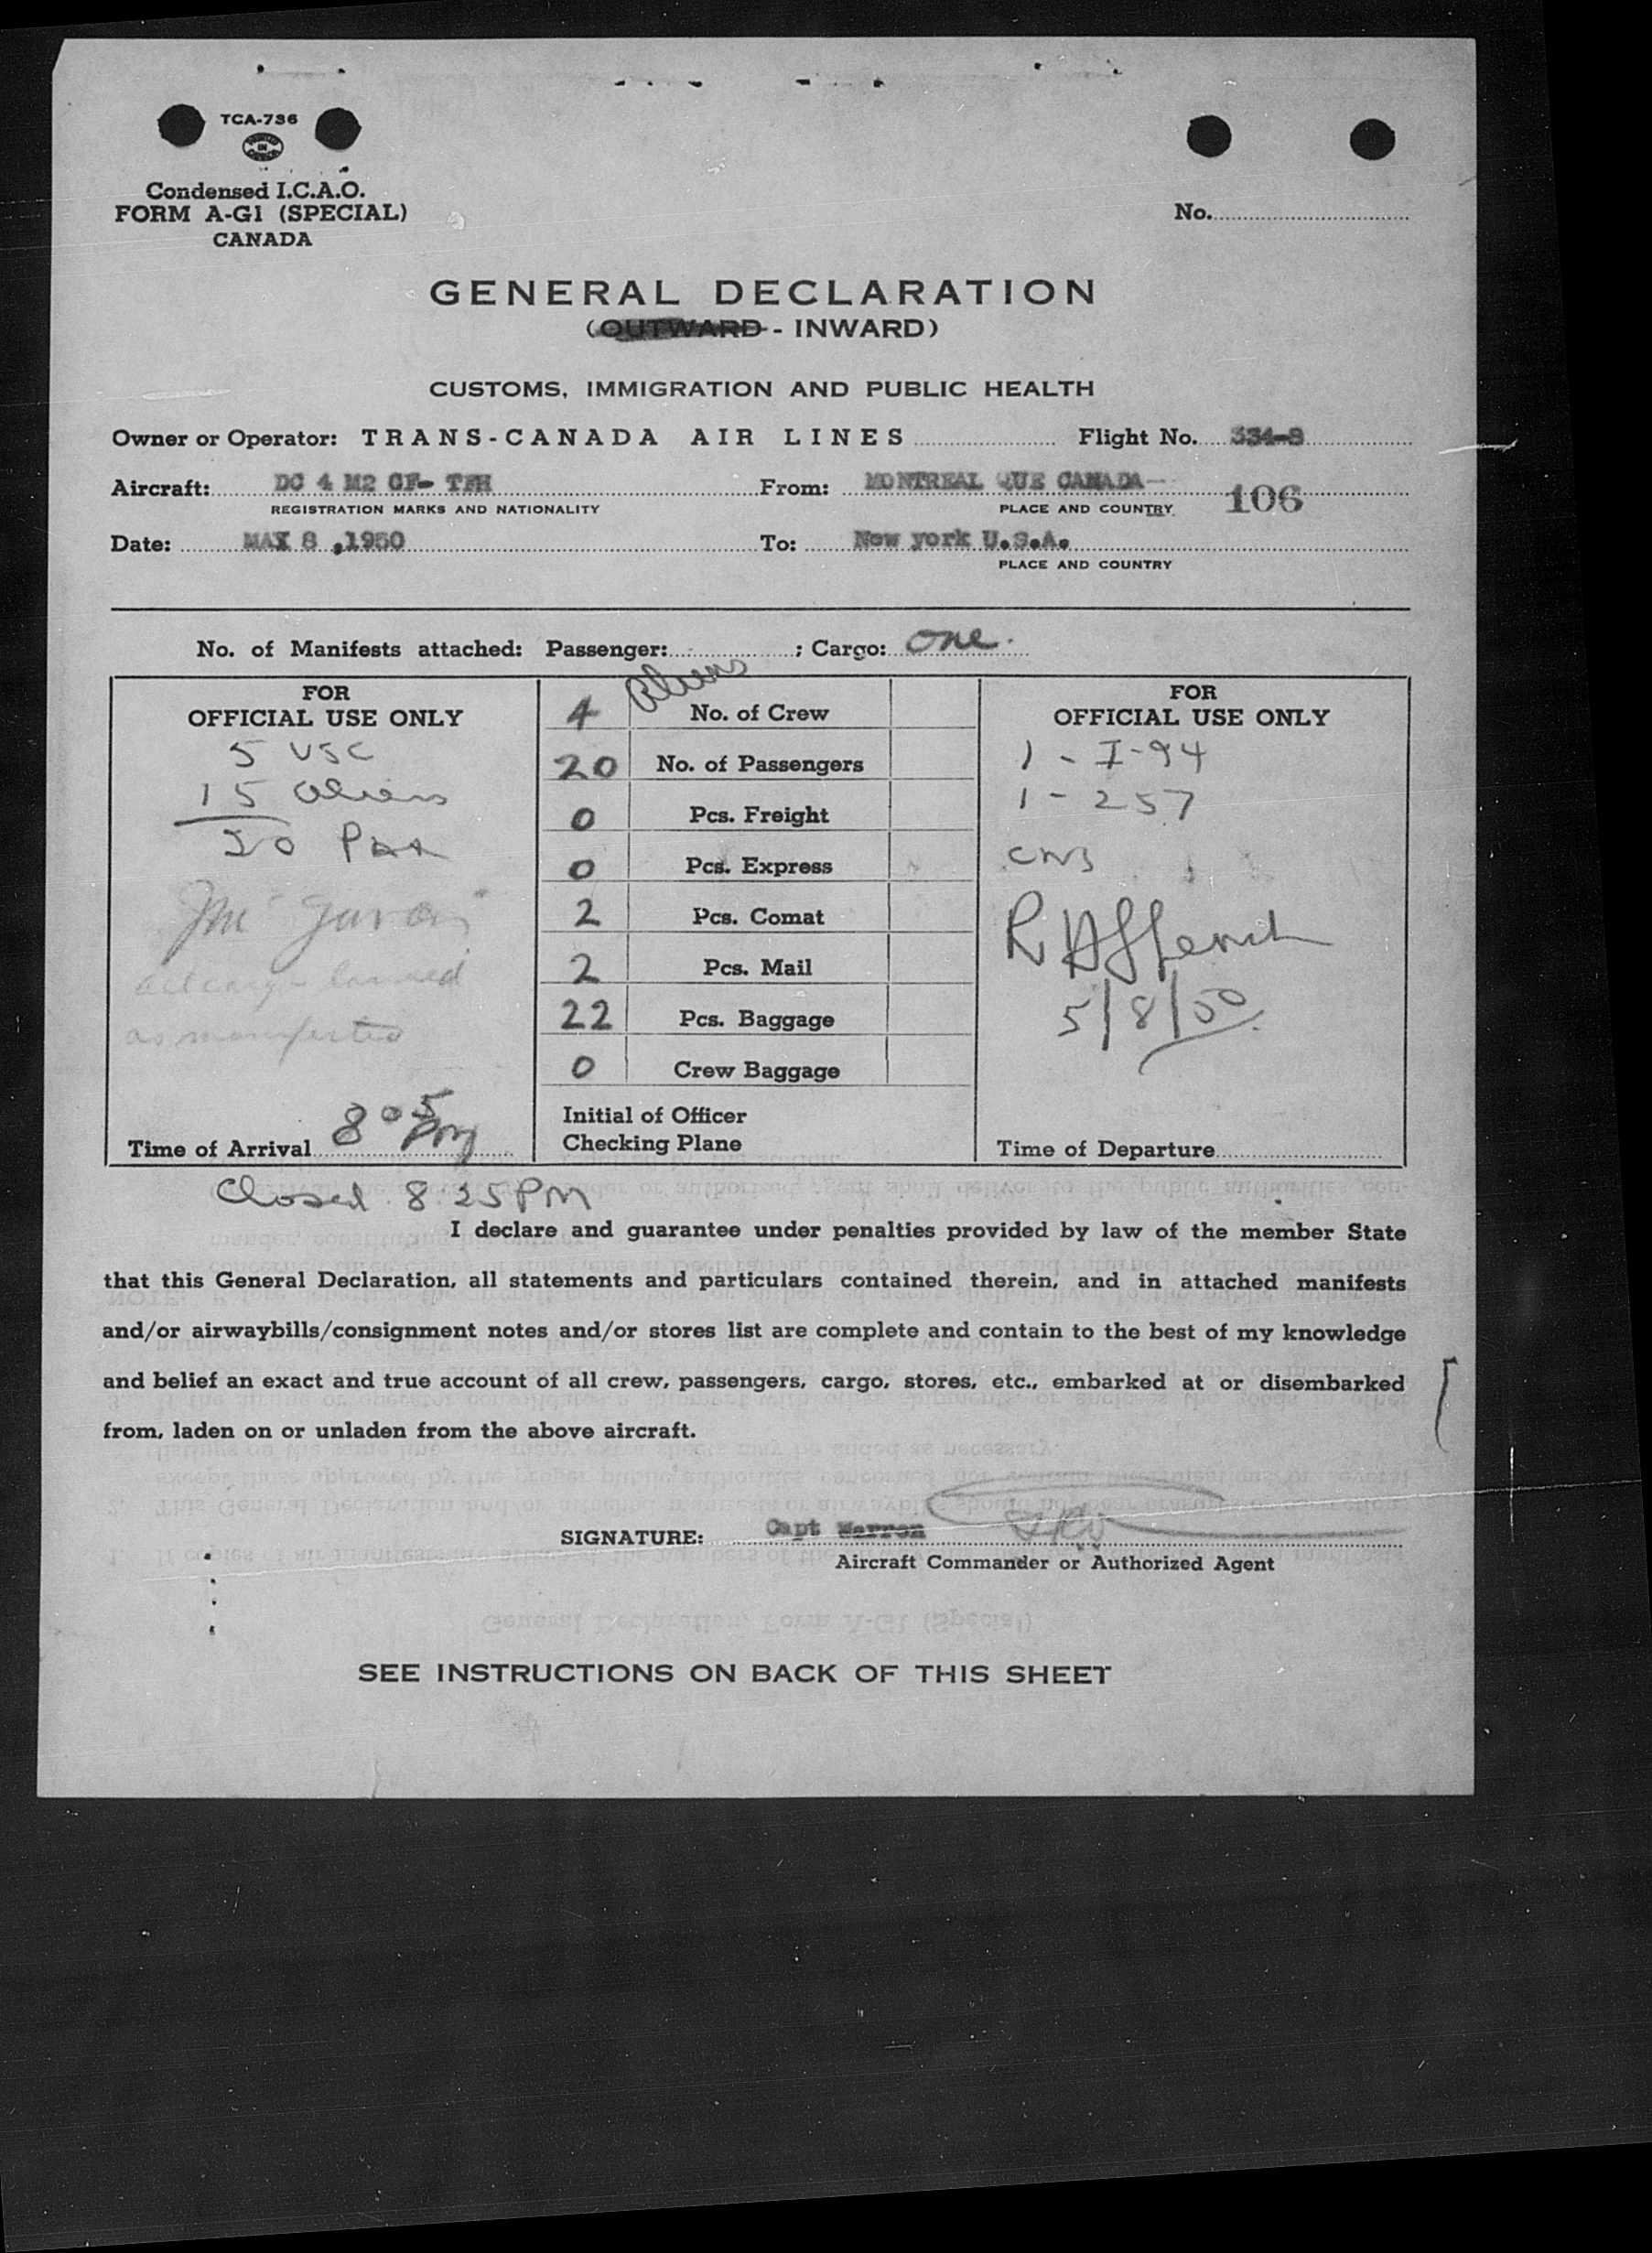 TCA-736
Condensed I.C.A.O.
FORM A-G1 (SPECIAL)
CANADA
No.
GENERAL DECLARATION
(OUTWARD - INWARD)
CUSTOMS, IMMIGRATION AND PUBLIC HEALTH
Owner or Operator: TRANS-CANADA AIR LINES Flight No. 334-8
Aircraft: DC 4 M2 CF- TFH From: MONTREAL QUE CANADA
REGISTRATION MARKS AND NATIONALITY PLACE AND COUNTRY 106
Date: MAY 8 ,1950 To: New york U.S.A.
PLACE AND COUNTRY
No. of Manifests attached: Passenger: ; Cargo: one.
FOR
OFFICIAL USE ONLY
5 USC
15 aliens
20 Pax
all cargo landed
as manifested
Time of Arrival 8 05 PM
4 aliens No. of Crew
20 No. of Passengers
0 Pcs. Freight
0 Pcs. Express
2 Pcs. Comat
2 Pcs. Mail
22 Pcs. Baggage
0 Crew Baggage
Initial of Officer
Checking Plane
FOR
OFFICIAL USE ONLY
1 - I-94
1 - 257
5/8/50
Time of Departure
Closed 8 25 PM
I declare and guarantee under penalties provided by law of the member State
that this General Declaration, all statements and particulars contained therein, and in attached manifests
and/or airwaybills/consignment notes and/or stores list are complete and contain to the best of my knowledge
and belief an exact and true account of all crew, passengers, cargo, stores, etc., embarked at or disembarked
from, laden on or unladen from the above aircraft.
SIGNATURE: Capt Warren
Aircraft Commander or Authorized Agent
SEE INSTRUCTIONS ON BACK OF THIS SHEET